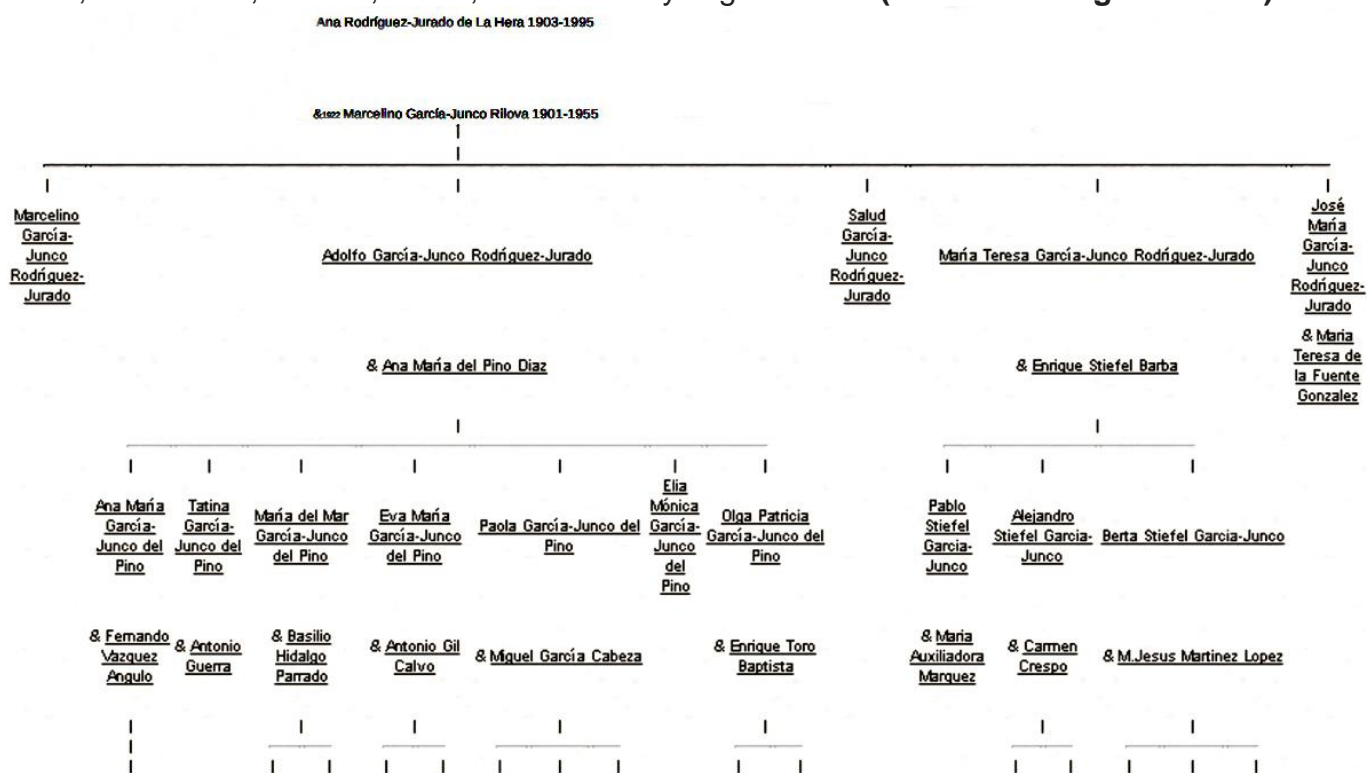 Ana Rodríguez-Jurado de La Hera 1903-1995
&1922 Marcelino García-Junco Rilova 1901-1955
Marcelino
García-
Junco
Rodríguez-
Jurado
Adolfo García-Junco Rodríguez-Jurado
& Ana María del Pino Diaz
Salud
García-
Junco
Rodríguez-
Jurado
María Teresa García-Junco Rodríguez-Jurado
& Enrique Stiefel Barba
José
María
García-
Junco
Rodríguez-
Jurado
& Maria
Teresa de
la Fuente
Gonzalez
Ana María
García-
Junco del
Pino
& Fernando
Vazquez
Angulo
Tatina
García-
Junco del
Pino
& Antonio
Guerra
María del Mar
García-Junco
del Pino
& Basilio
Hidalgo
Parrado
Eva María
García-Junco
del Pino
& Antonio Gil
Calvo
Paola García-Junco del
Pino
& Miguel García Cabeza
Elia
Mónica
García-
Junco
del
Pino
Olga Patricia
García-Junco del
Pino
& Enrique Toro
Baptista
Pablo
Stiefel
Garcia-
Junco
& Maria
Auxiliadora
Marquez
Alejandro
Stiefel Garcia-
Junco
& Carmen
Crespo
Berta Stiefel Garcia-Junco
& M.Jesus Martinez Lopez